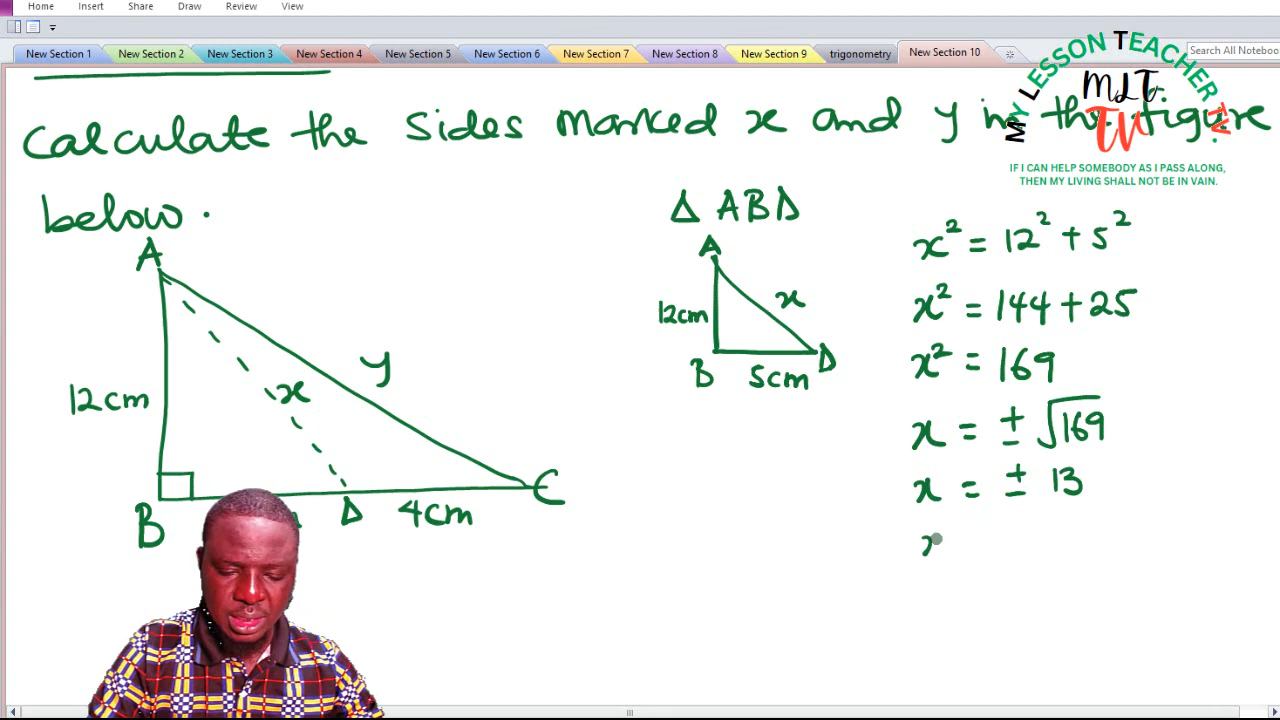 Home Insert Share Draw Review View
New Section 1 New Section 2 New Section 3 New Section 4 New Section New Section 6 New Section 7 New Section 8 New Section 9 trigonometry New Section 10
Search All Notebo
MY LESSON TEACHER TV.
MLT
TV
IF I CAN HELP SOMEBODY AS I PASS ALONG,
THEN MY LIVING SHALL NOT BE IN VAIN.
Calculate the sides marked x and y in the figure
below.
A
12cm
x
y
B
D
4cm
C
Δ ABD
A
12cm
x
B
5cm
D
x² = 12² + 5²
x² = 144 + 25
x² = 169
x = ± √169
x = ± 13
x